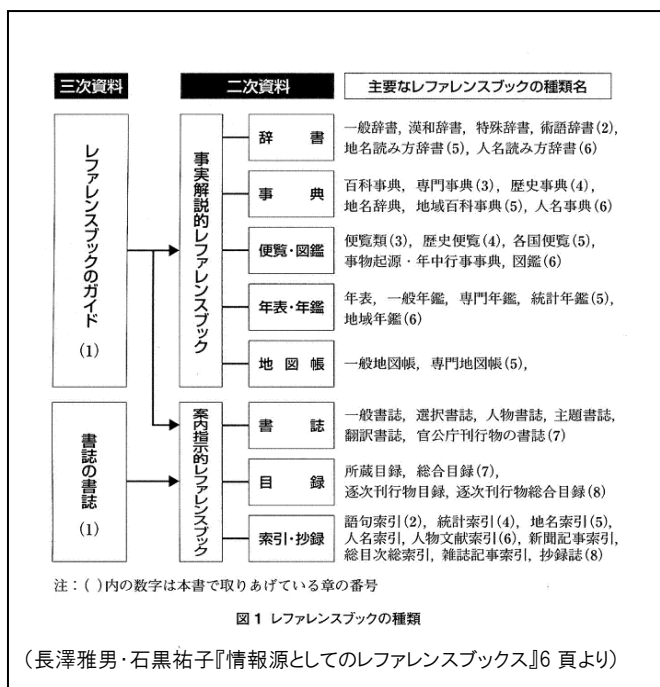 三次資料
二次資料
主要なレファレンスブックの種類名
レファレンスブックのガイド
(1)
事実解説的レファレンスブック
辞書
一般辞書, 漢和辞書, 特殊辞書, 術語辞書(2),
地名読み方辞書(5), 人名読み方辞書(6)
事典
百科事典, 専門事典(3), 歴史事典(4),
地名辞典, 地域百科事典(5), 人名事典(6)
便覧・図鑑
便覧類(3), 歴史便覧(4), 各国便覧(5),
事物起源・年中行事事典, 図鑑(6)
年表・年鑑
年表, 一般年鑑, 専門年鑑, 統計年鑑(5),
地域年鑑(6)
地図帳
一般地図帳, 専門地図帳(5),
書誌の書誌
(1)
案内指示的レファレンスブック
書誌
一般書誌, 選択書誌, 人物書誌, 主題書誌,
翻訳書誌, 官公庁刊行物の書誌(7)
目録
所蔵目録, 総合目録(7),
逐次刊行物目録, 逐次刊行物総合目録(8)
索引・抄録
語句索引(2), 統計索引(4), 地名索引(5),
人名索引, 人物文献索引(6), 新聞記事索引,
総目次総索引, 雑誌記事索引, 抄録誌(8)
注：( )内の数字は本書で取りあげている章の番号
図1 レファレンスブックの種類
（長澤雅男・石黒祐子『情報源としてのレファレンスブックス』6 頁より）